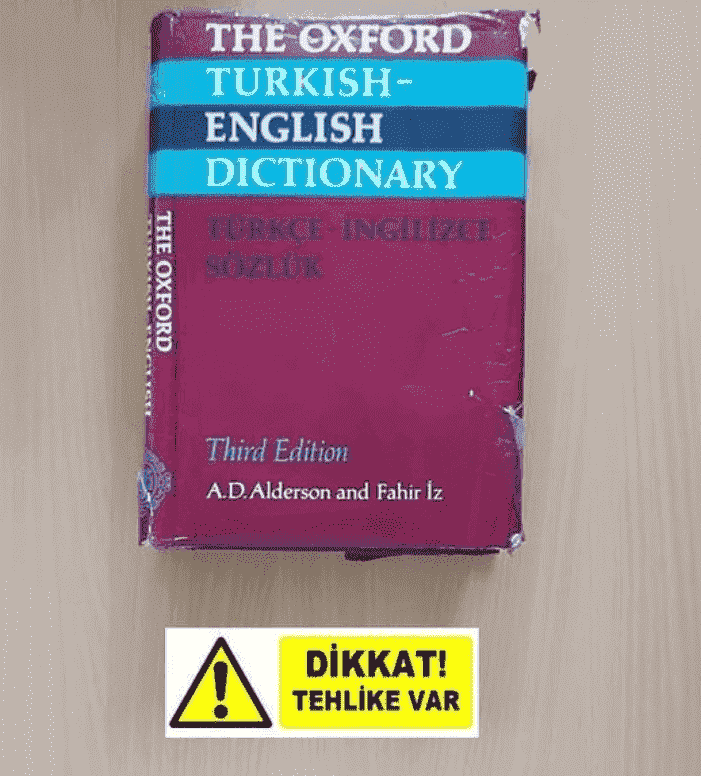 THE OXFORD
TURKISH-
ENGLISH
DICTIONARY
TÜRKÇE-İNGİLİZCE
SÖZLÜK
Third Edition
A.D.Alderson and Fahir İz
THE OXFORD
TURKISH-ENGLISH
DİKKAT!
TEHLİKE VAR